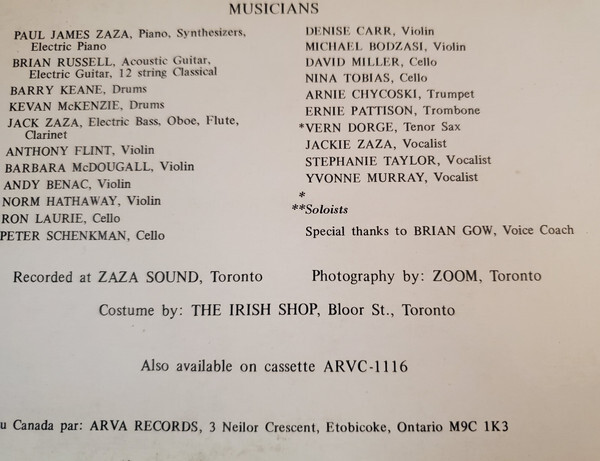 MUSICIANS
PAUL JAMES ZAZA, Piano, Synthesizers,
Electric Piano
BRIAN RUSSELL, Acoustic Guitar,
Electric Guitar, 12 string Classical
BARRY KEANE, Drums
KEVAN McKENZIE, Drums
JACK ZAZA, Electric Bass, Oboe, Flute,
Clarinet
ANTHONY FLINT, Violin
BARBARA McDOUGALL, Violin
ANDY BENAC, Violin
NORM HATHAWAY, Violin
RON LAURIE, Cello
PETER SCHENKMAN, Cello
DENISE CARR, Violin
MICHAEL BODZASI, Violin
DAVID MILLER, Cello
NINA TOBIAS, Cello
ARNIE CHYCOSKI, Trumpet
ERNIE PATTISON, Trombone
*VERN DORGE, Tenor Sax
JACKIE ZAZA, Vocalist
STEPHANIE TAYLOR, Vocalist
YVONNE MURRAY, Vocalist
*
**Soloists
Special thanks to BRIAN GOW, Voice Coach
Recorded at ZAZA SOUND, Toronto
Photography by: ZOOM, Toronto
Costume by: THE IRISH SHOP, Bloor St., Toronto
Also available on cassette ARVC-1116
u Canada par: ARVA RECORDS, 3 Neilor Crescent, Etobicoke, Ontario M9C 1K3